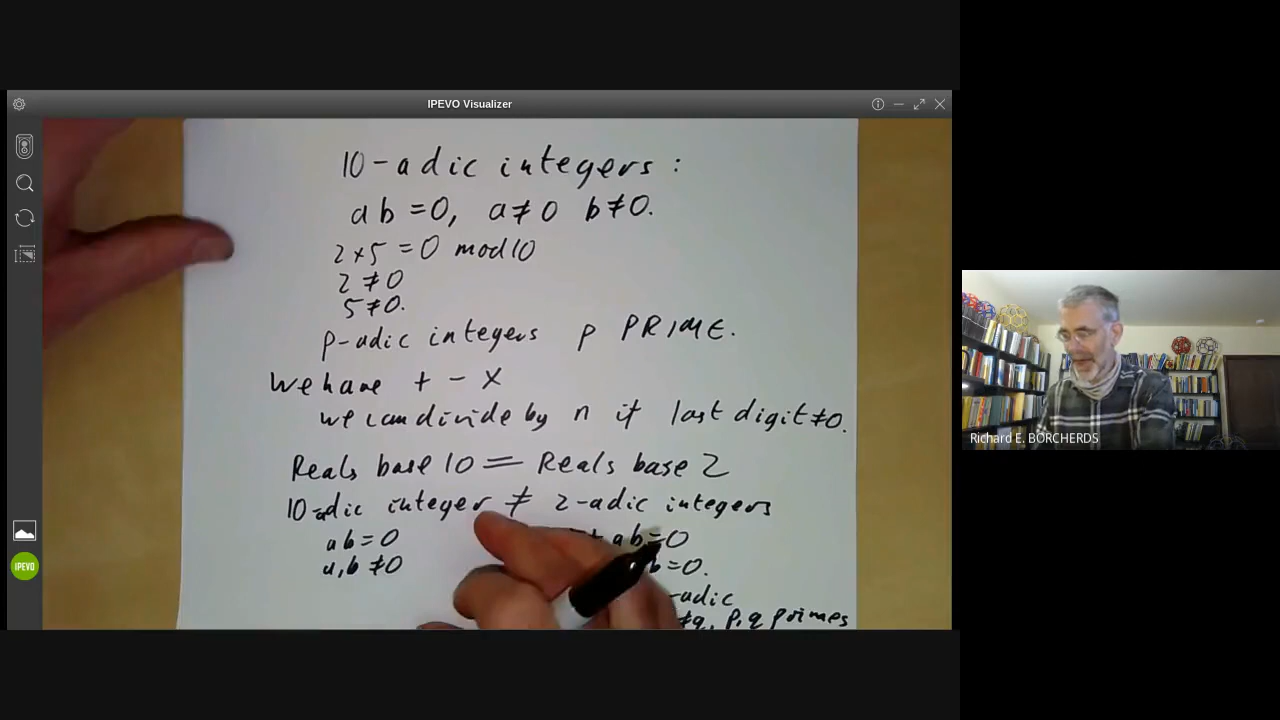 IPEVO Visualizer
10-adic integers:
ab=0, a≠0 b≠0.
2×5 = 0 mod 10
2 ≠ 0
5 ≠ 0.
p-adic integers p PRIME.
We have + - ×
we can divide by n if last digit ≠0.
Reals base 10 = Reals base 2
10-adic integer ≠ 2-adic integers
ab=0 ab=0
a,b ≠0 b=0.
-adic
≠q, p,q primes
IPEVO
Richard E. BORCHERDS